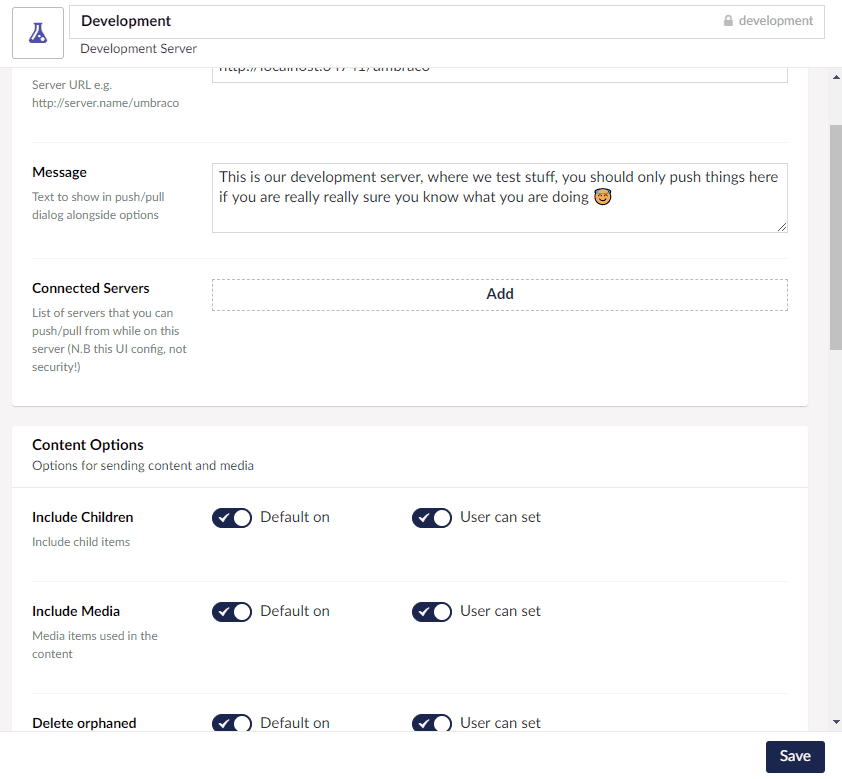 Development
development
Development Server
Server URL e.g.
http://server.name/umbraco
Message
Text to show in push/pull
dialog alongside options
This is our development server, where we test stuff, you should only push things here
if you are really really sure you know what you are doing 😇
Connected Servers
List of servers that you can
push/pull from while on this
server (N.B this UI config, not
security!)
Add
Content Options
Options for sending content and media
Include Children
Include child items
Default on
User can set
Include Media
Media items used in the
content
Default on
User can set
Delete orphaned
Default on
User can set
Save